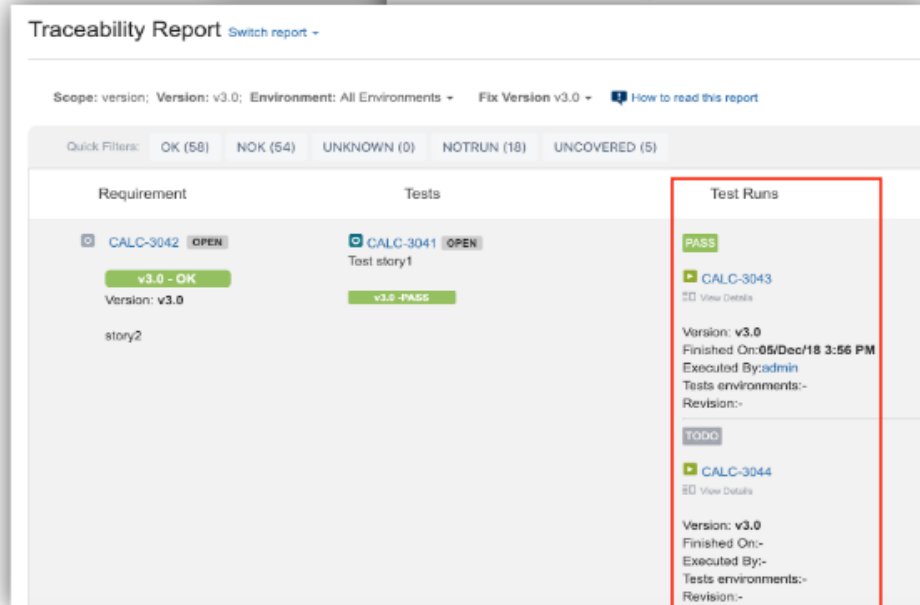 Traceability Report Switch report
Scope: version; Version: v3.0; Environment: All Environments Fix Version v3.0 How to read this report
Quick Filters: OK (58) NOK (54) UNKNOWN (0) NOTRUN (18) UNCOVERED (5)
Requirement Tests Test Runs
CALC-3042 OPEN
v3.0 - OK
Version: v3.0
story2
CALC-3041 OPEN
Test story1
v3.0 -PASS
PASS
CALC-3043
View Details
Version: v3.0
Finished On:05/Dec/18 3:56 PM
Executed By:admin
Tests environments:-
Revision:-
TODO
CALC-3044
View Details
Version: v3.0
Finished On:-
Executed By:-
Tests environments:-
Revision:-